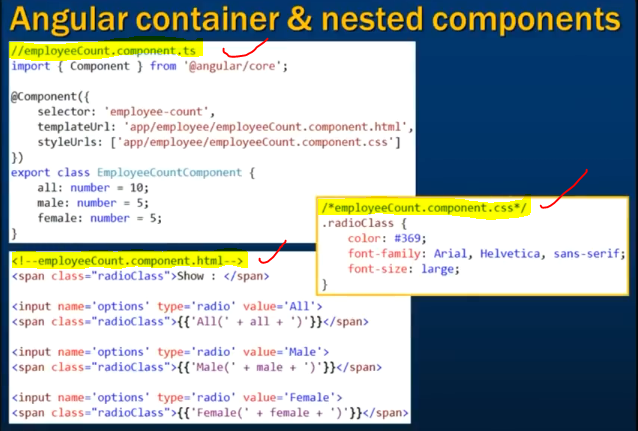 Angular container & nested components
//employeeCount.component.ts
import { Component } from '@angular/core';
@Component({
selector: 'employee-count',
templateUrl: 'app/employee/employeeCount.component.html',
styleUrls: ['app/employee/employeeCount.component.css']
})
export class EmployeeCountComponent {
all: number = 10;
male: number = 5;
female: number = 5;
}
/*employeeCount.component.css*/
.radioClass {
color: #369;
font-family: Arial, Helvetica, sans-serif;
font-size: large;
}
<!--employeeCount.component.html-->
<span class="radioClass">Show : </span>
<input name='options' type='radio' value='All'>
<span class="radioClass">{{'All(' + all + ')'}}</span>
<input name='options' type='radio' value='Male'>
<span class="radioClass">{{'Male(' + male + ')'}}</span>
<input name='options' type='radio' value='Female'>
<span class="radioClass">{{'Female(' + female + ')'}}</span>